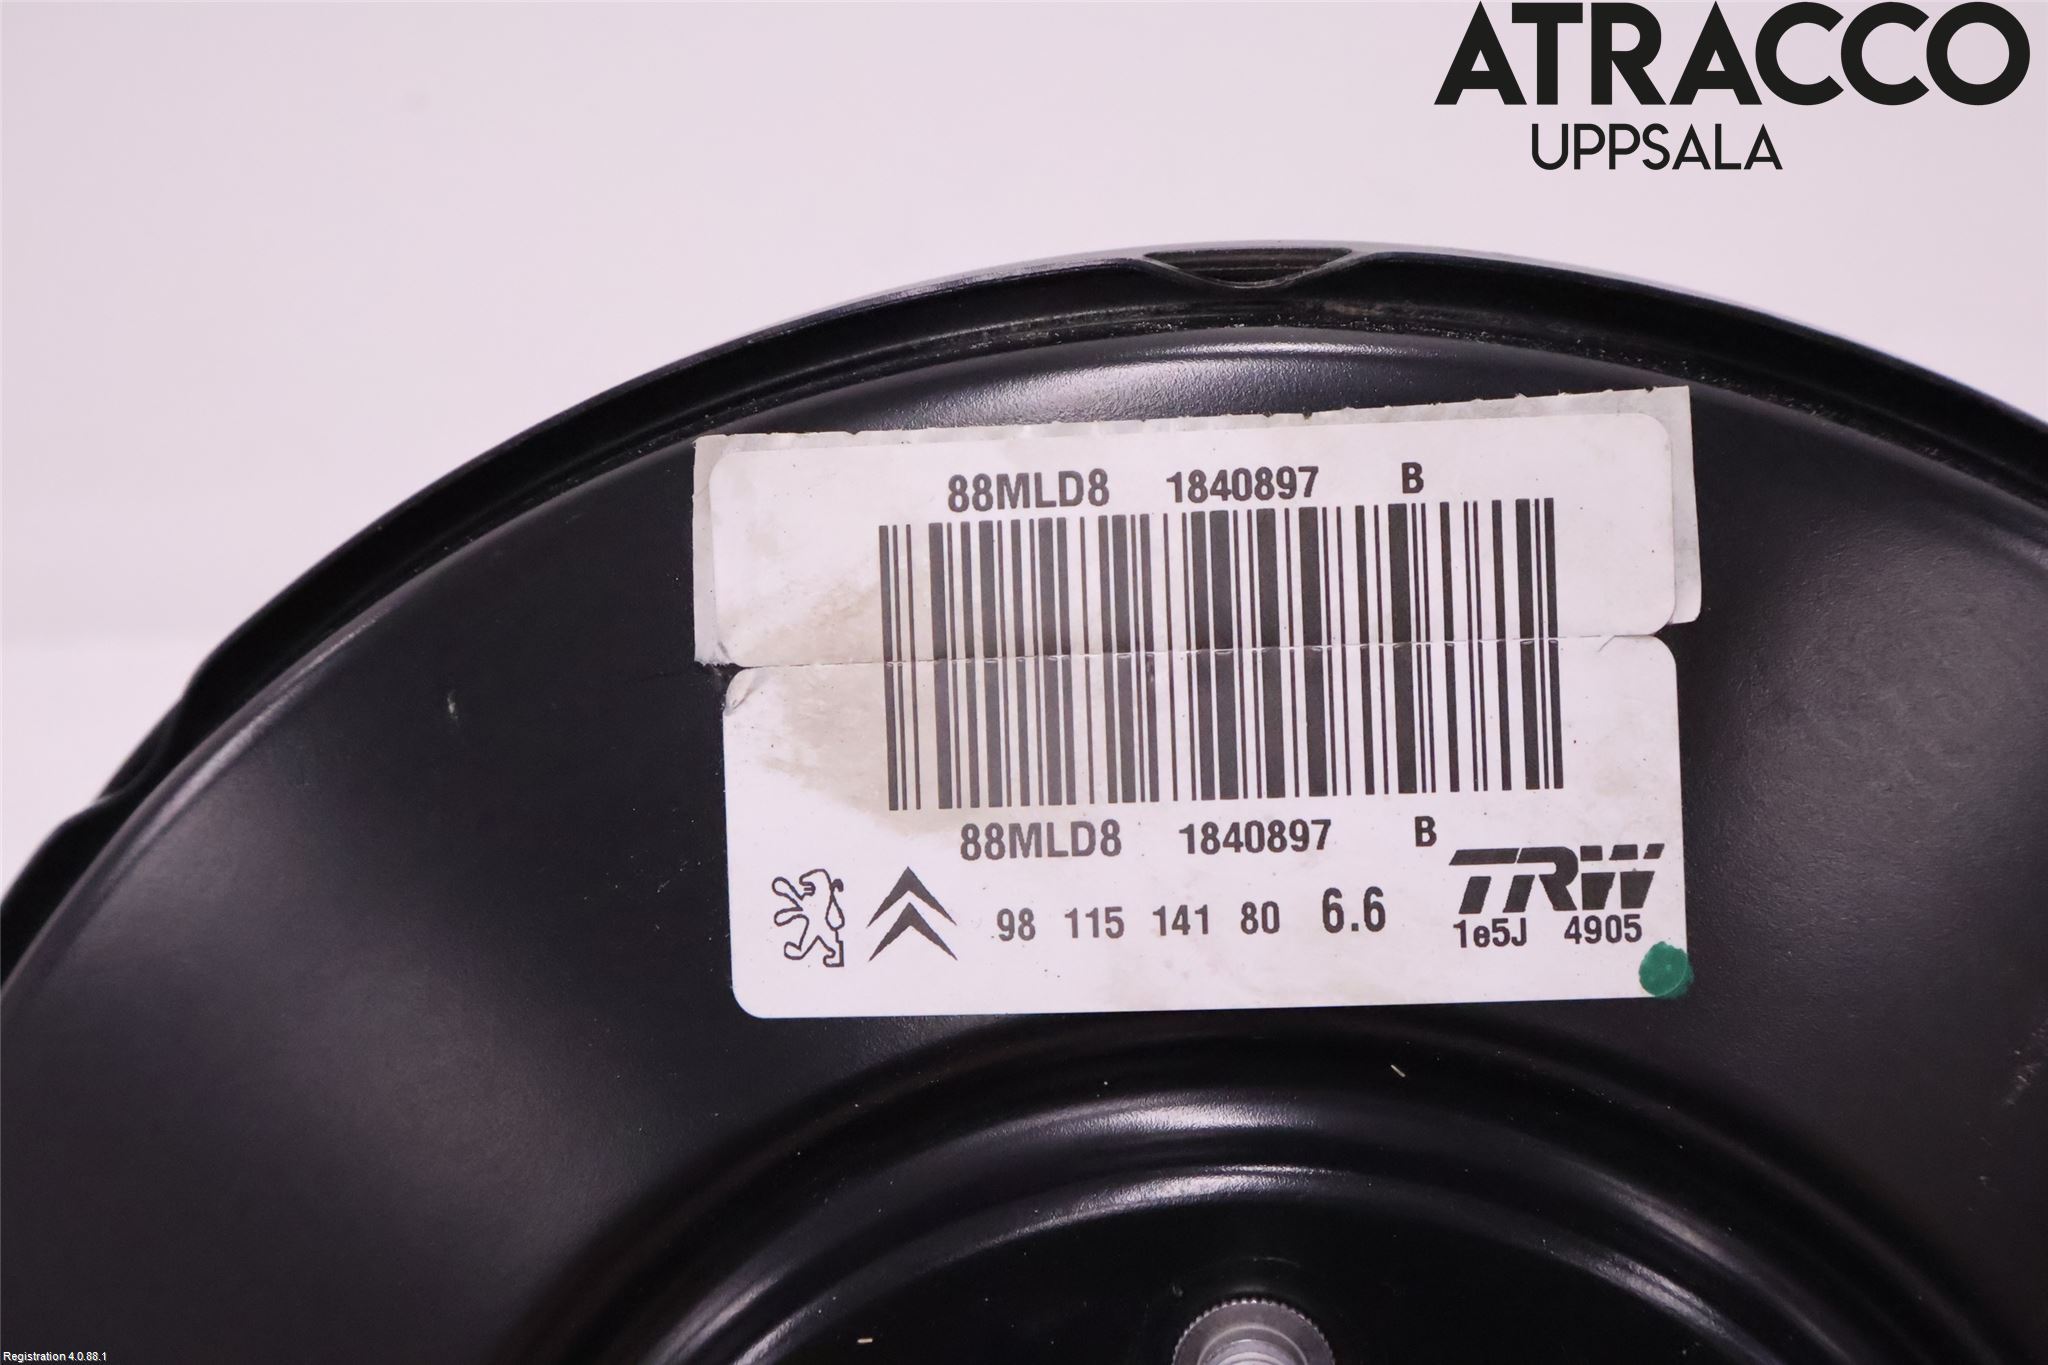 ATRACCO
UPPSALA
88MLD8 1840897 B
88MLD8 1840897 B
TRW
98 115 141 80 6.6
1e5J 4905
Registration 4.0.88.1